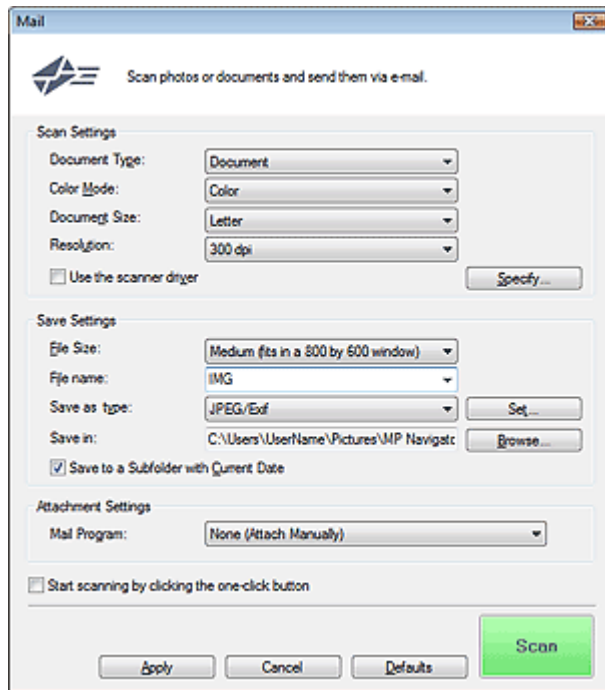 Mail
Scan photos or documents and send them via e-mail.
Scan Settings
Document Type: Document
Color Mode: Color
Document Size: Letter
Resolution: 300 dpi
Use the scanner driver Specify...
Save Settings
File Size: Medium (fits in a 800 by 600 window)
File name: IMG
Save as type: JPEG/Exif Set...
Save in: C:\Users\UserName\Pictures\MP Navigato Browse...
Save to a Subfolder with Current Date
Attachment Settings
Mail Program: None (Attach Manually)
Start scanning by clicking the one-click button
Scan
Apply Cancel Defaults